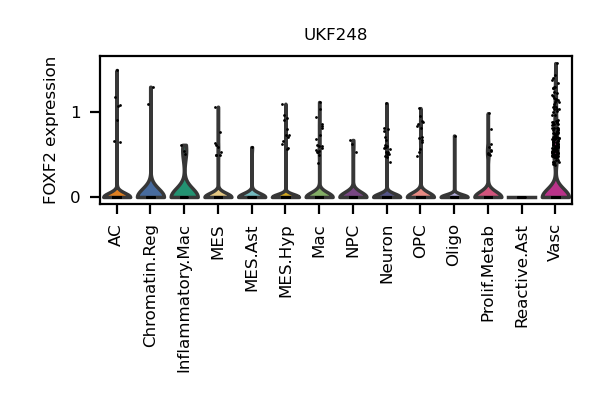 UKF248
FOXF2 expression
1
0
AC
Chromatin.Reg
Inflammatory.Mac
MES
MES.Ast
MES.Hyp
Mac
NPC
Neuron
OPC
Oligo
Prolif.Metab
Reactive.Ast
Vasc